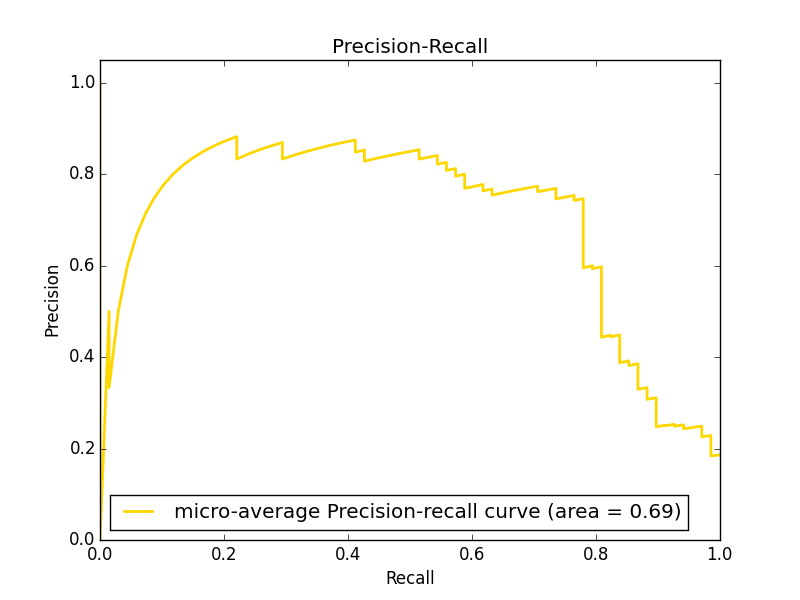 Precision-Recall
1.0
0.8
0.6
0.4
0.2
0.0
Precision
micro-average Precision-recall curve (area = 0.69)
0.0 0.2 0.4 0.6 0.8 1.0
Recall